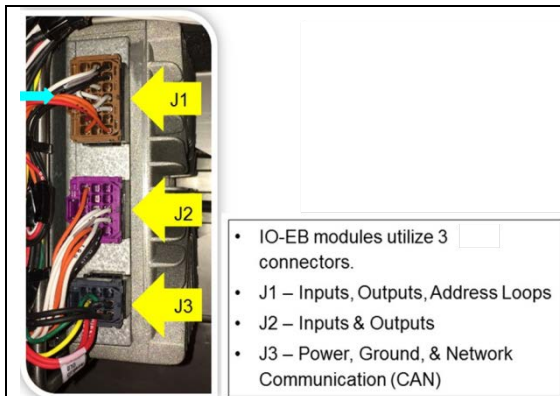 J1
J2
J3
• IO-EB modules utilize 3
connectors.
• J1 – Inputs, Outputs, Address Loops
• J2 – Inputs & Outputs
• J3 – Power, Ground, & Network
Communication (CAN)